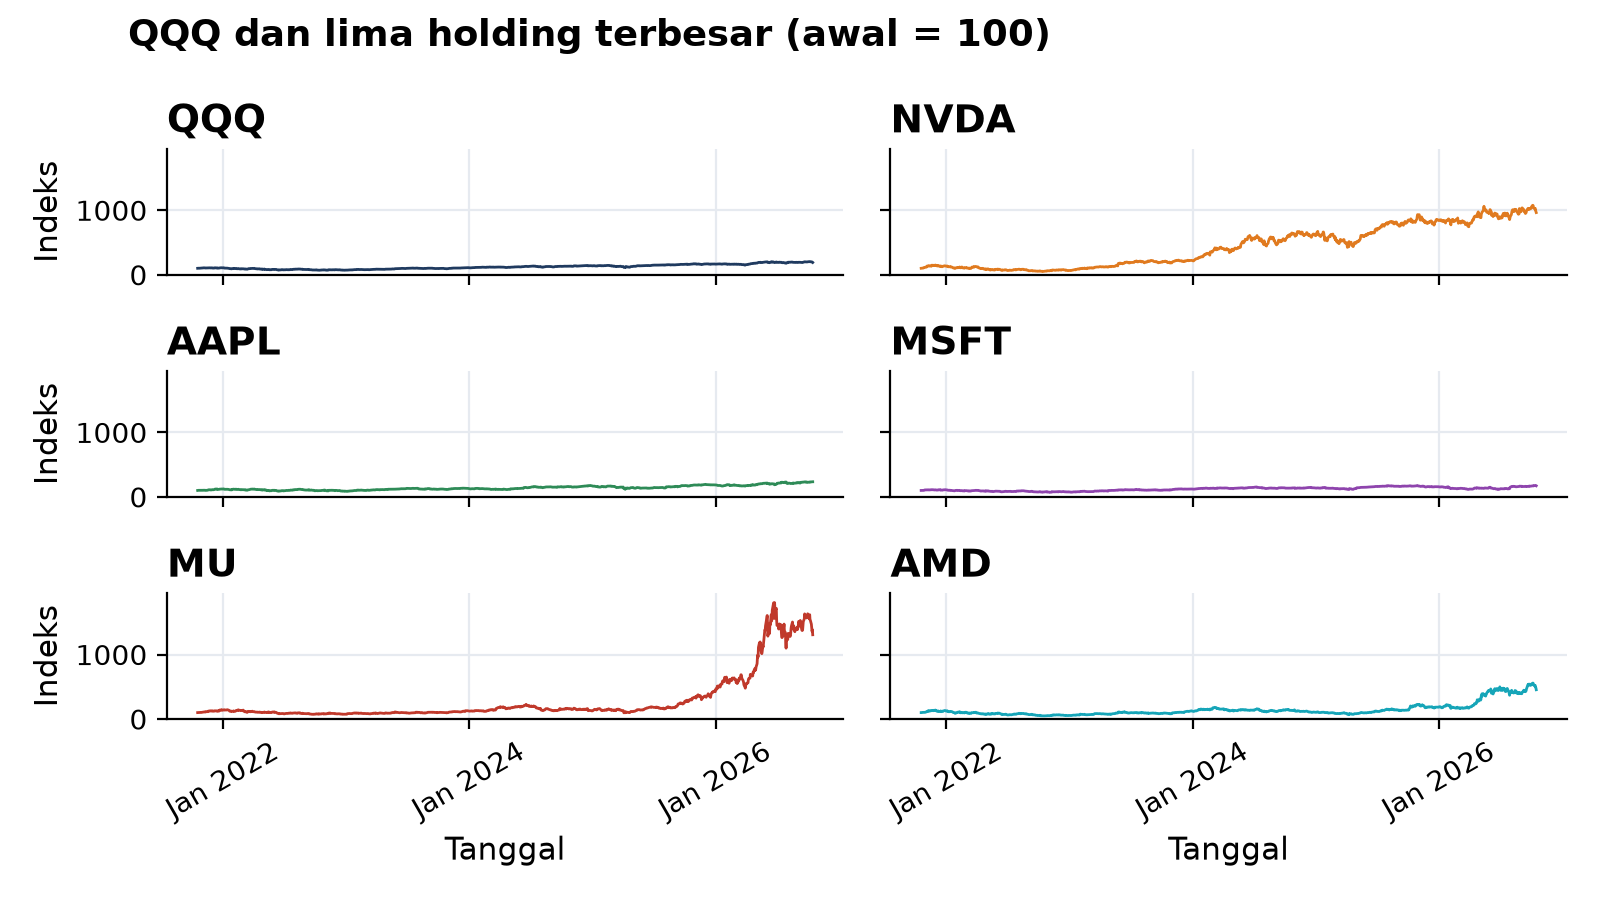 QQQ dan lima holding terbesar (awal = 100)
QQQ
NVDA
Indeks
1000
0
AAPL
MSFT
Indeks
1000
0
MU
AMD
Indeks
1000
0
Jan 2022
Jan 2024
Jan 2026
Jan 2022
Jan 2024
Jan 2026
Tanggal
Tanggal